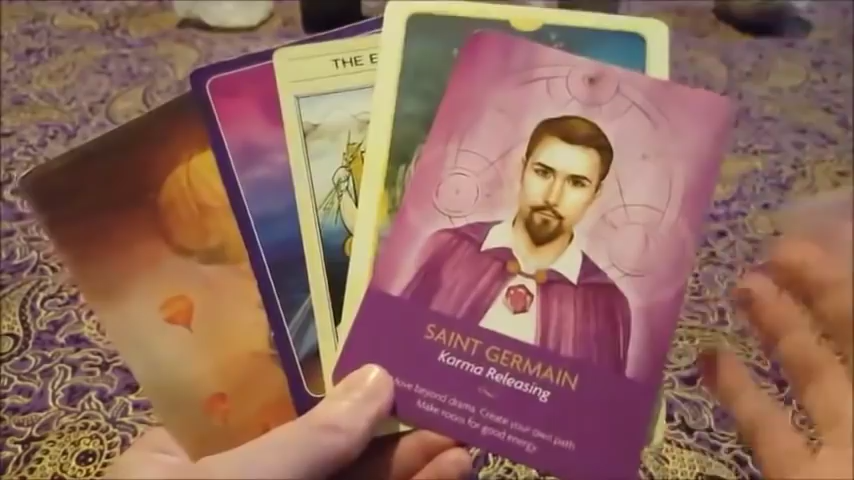 THE E
SAINT GERMAIN
Karma Releasing
ove beyond drama. Create your own path
Make room for good energy.